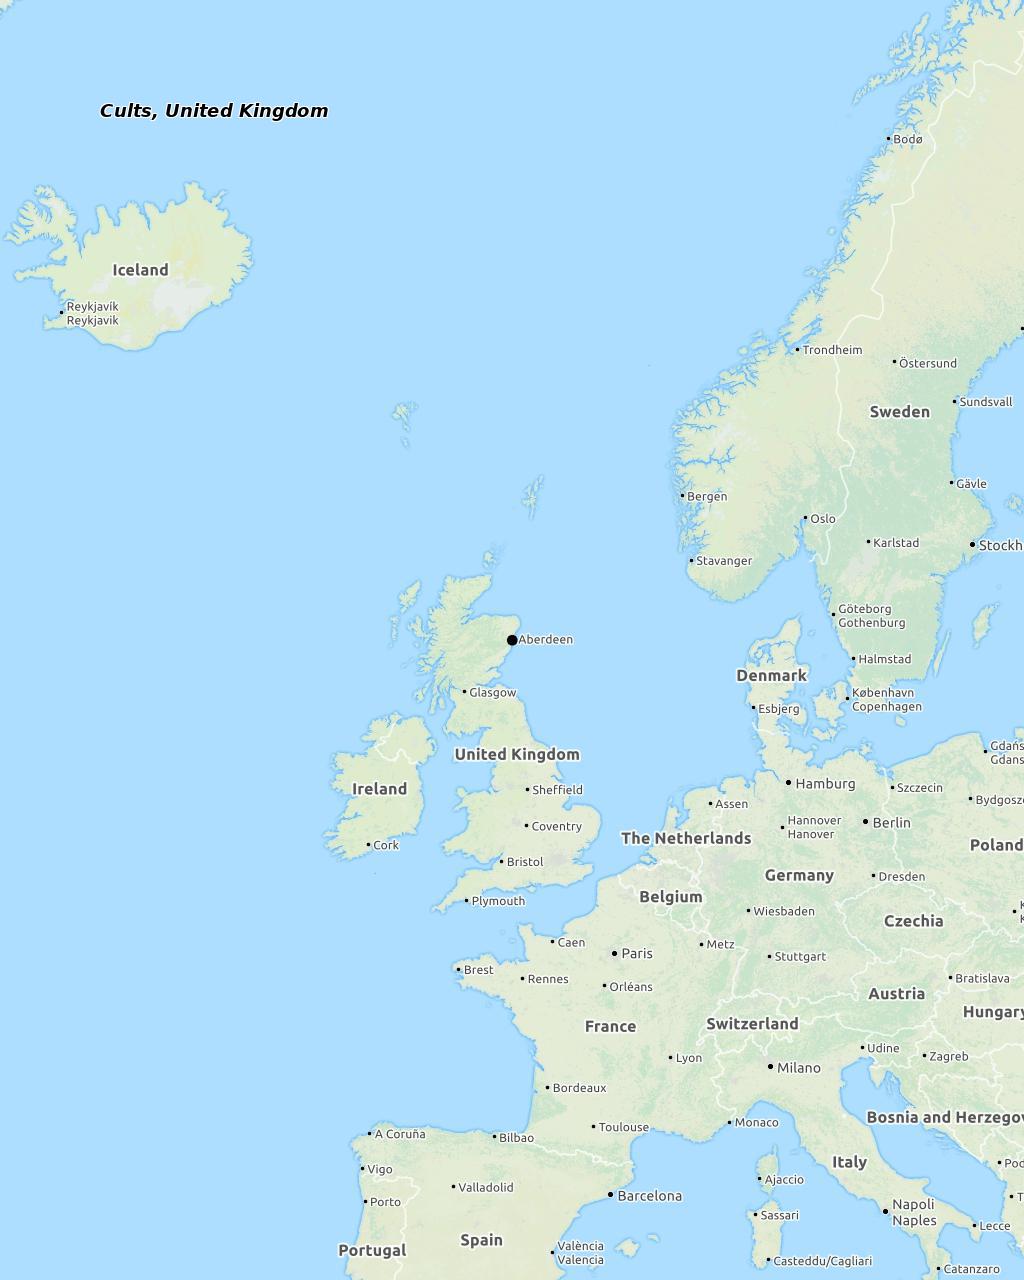 Cults, United Kingdom
Bodø
Iceland
Reykjavík
Reykjavik
Trondheim
Östersund
Sundsvall
Sweden
Gävle
Bergen
Oslo
Karlstad
Stockh
Stavanger
Göteborg
Gothenburg
Aberdeen
Halmstad
Denmark
København
Copenhagen
Glasgow
Esbjerg
United Kingdom
Gdańs
Gdans
Ireland
Sheffield
Hamburg
Szczecin
Assen
Bydgosz
Hannover
Hanover
Berlin
Coventry
The Netherlands
Poland
Cork
Bristol
Germany
Dresden
Belgium
Plymouth
Wiesbaden
Czechia
K
K
Caen
Paris
Metz
Stuttgart
Brest
Rennes
Orléans
Bratislava
Austria
Hungary
France
Switzerland
Udine
Zagreb
Lyon
Milano
Bordeaux
Bosnia and Herzegov
Monaco
Toulouse
A Coruña
Bilbao
Italy
Pod
Vigo
Ajaccio
Valladolid
Barcelona
T
Porto
Napoli
Naples
Sassari
Lecce
Spain
Portugal
València
Valencia
Casteddu/Cagliari
Catanzaro